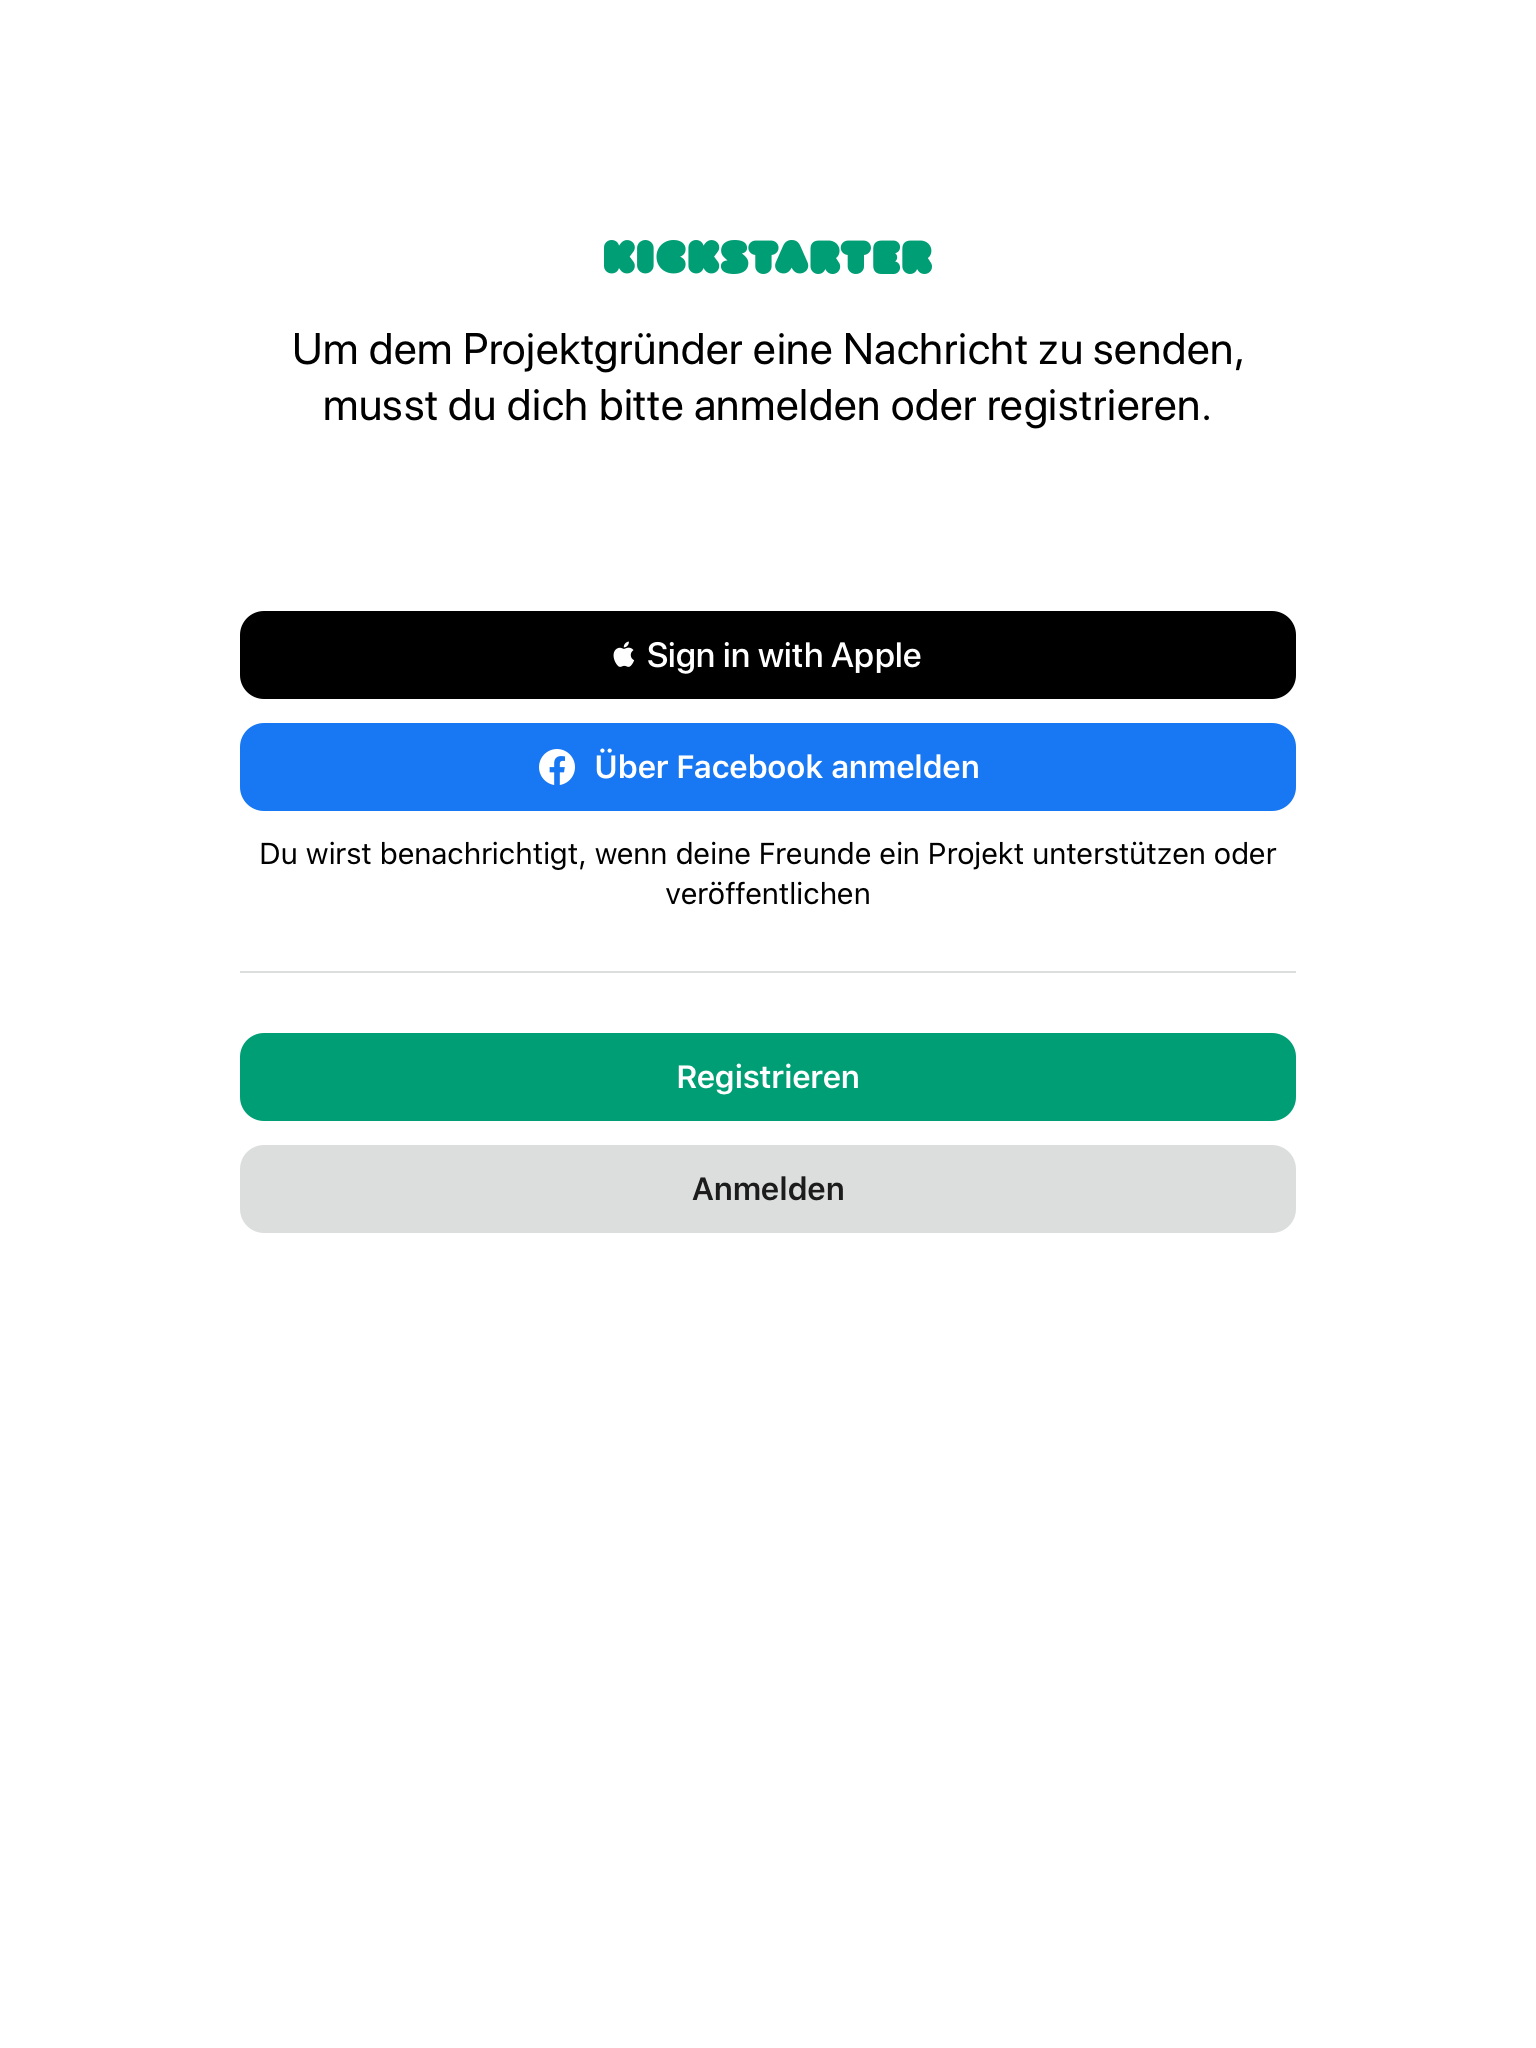 KICKSTARTER
Um dem Projektgründer eine Nachricht zu senden,
musst du dich bitte anmelden oder registrieren.
Sign in with Apple
Über Facebook anmelden
Du wirst benachrichtigt, wenn deine Freunde ein Projekt unterstützen oder
veröffentlichen
Registrieren
Anmelden